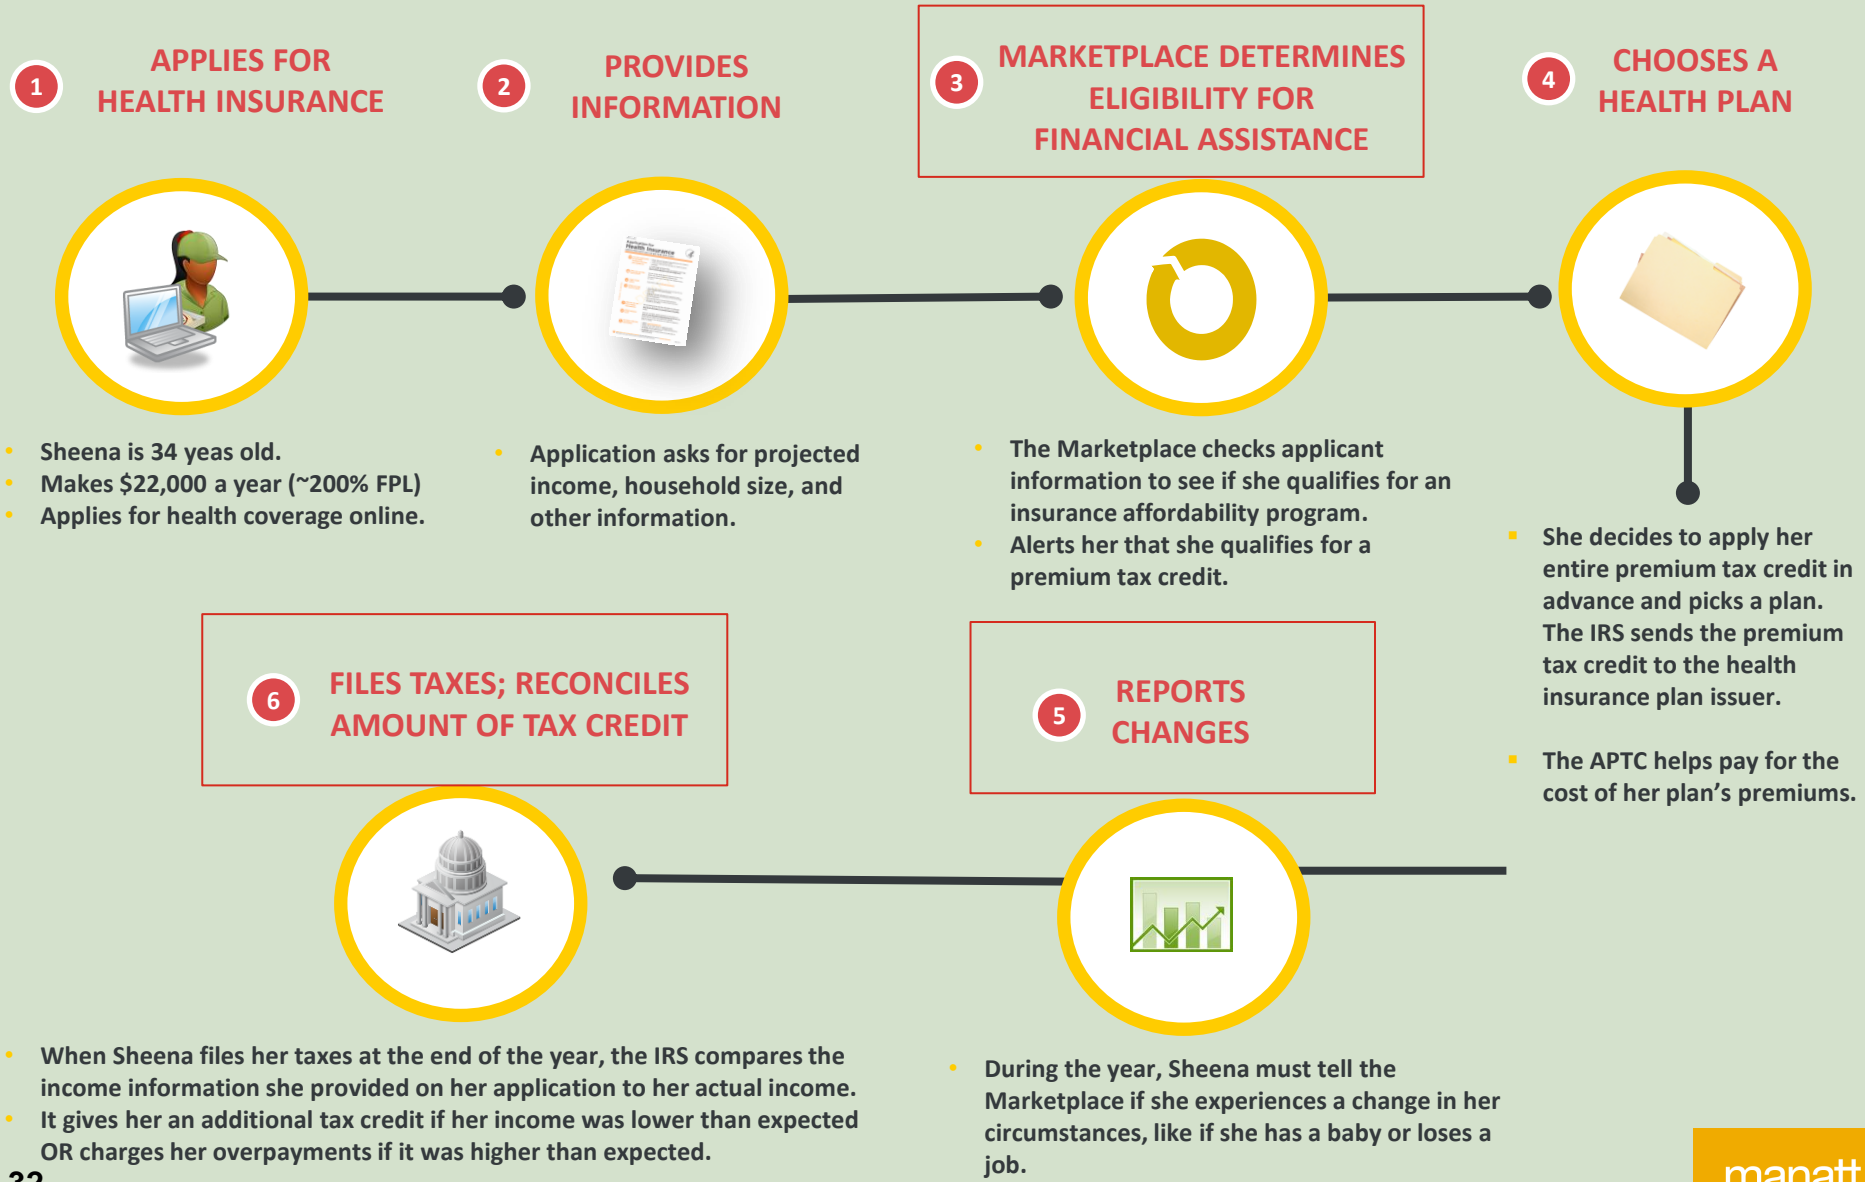 1
APPLIES FOR
HEALTH INSURANCE
2
PROVIDES
INFORMATION
3
MARKETPLACE DETERMINES
ELIGIBILITY FOR
FINANCIAL ASSISTANCE
4
CHOOSES A
HEALTH PLAN
Health Insurance
• Sheena is 34 yeas old.
• Makes $22,000 a year (~200% FPL)
• Applies for health coverage online.
• Application asks for projected
income, household size, and
other information.
• The Marketplace checks applicant
information to see if she qualifies for an
insurance affordability program.
• Alerts her that she qualifies for a
premium tax credit.
▪ She decides to apply her
entire premium tax credit in
advance and picks a plan.
The IRS sends the premium
tax credit to the health
insurance plan issuer.
▪ The APTC helps pay for the
cost of her plan’s premiums.
5
REPORTS
CHANGES
• During the year, Sheena must tell the
Marketplace if she experiences a change in her
circumstances, like if she has a baby or loses a
job.
6
FILES TAXES; RECONCILES
AMOUNT OF TAX CREDIT
• When Sheena files her taxes at the end of the year, the IRS compares the
income information she provided on her application to her actual income.
• It gives her an additional tax credit if her income was lower than expected
OR charges her overpayments if it was higher than expected.
32
manatt